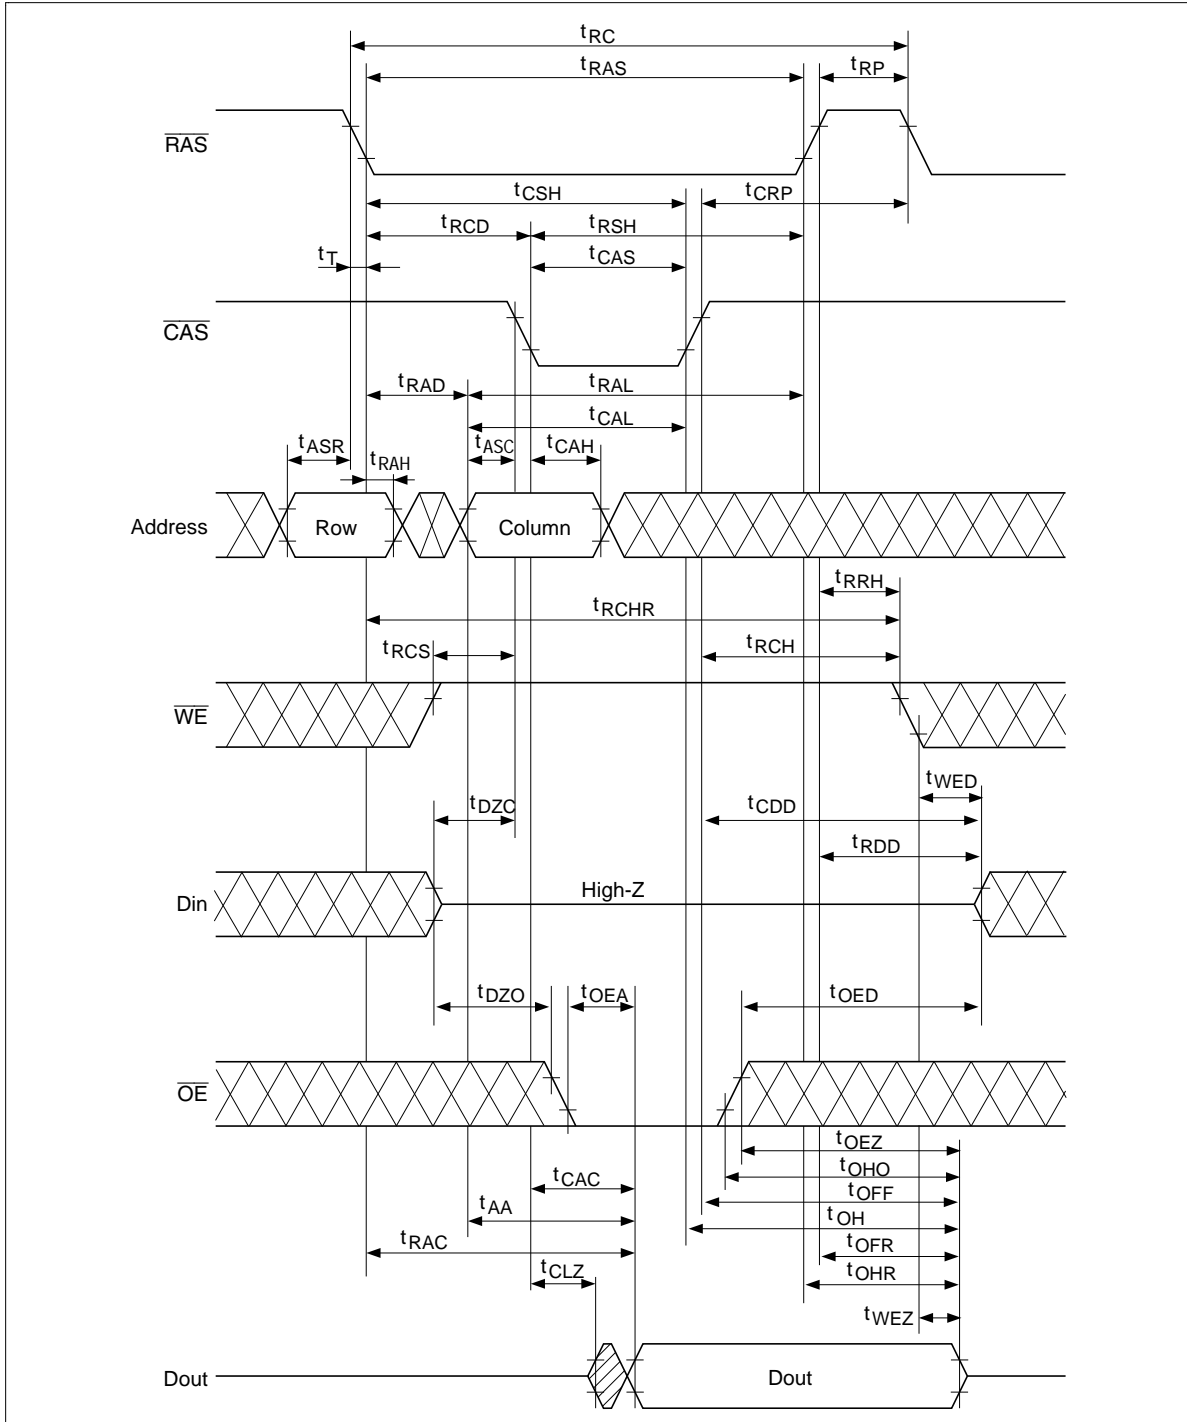 tRC
tRAS
tRP
RAS
tCSH
tCRP
tRCD
tRSH
tT
tCAS
CAS
tRAD
tRAL
tCAL
tASR
tASC
tCAH
tRAH
Address
Row
Column
tRRH
tRCHR
tRCS
tRCH
WE
tWED
tDZC
tCDD
tRDD
Din
High-Z
tDZO
tOEA
tOED
OE
tOEZ
tOHO
tCAC
tOFF
tAA
tOH
tRAC
tOFR
tCLZ
tOHR
tWEZ
Dout
Dout